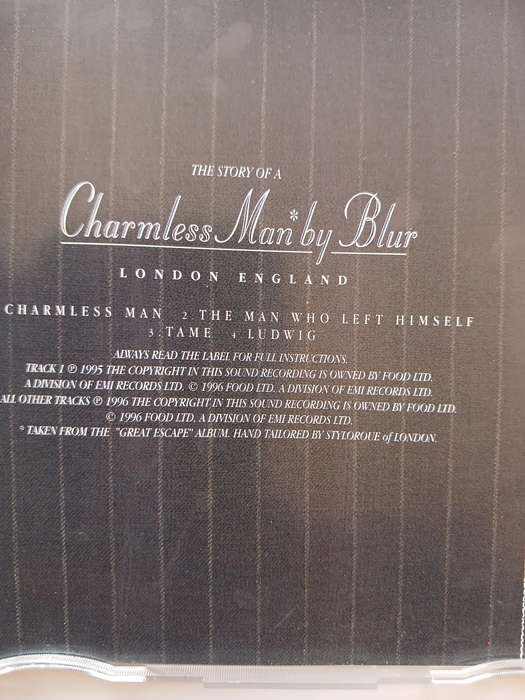 THE STORY OF A
Charmless Man* by Blur
LONDON ENGLAND
CHARMLESS MAN 2 THE MAN WHO LEFT HIMSELF
3. TAME 4 LUDWIG
ALWAYS READ THE LABEL FOR FULL INSTRUCTIONS.
TRACK 1 ℗ 1995 THE COPYRIGHT IN THIS SOUND RECORDING IS OWNED BY FOOD LTD.
A DIVISION OF EMI RECORDS LTD. © 1996 FOOD LTD. A DIVISION OF EMI RECORDS LTD.
ALL OTHER TRACKS ℗ 1996 THE COPYRIGHT IN THIS SOUND RECORDING IS OWNED BY FOOD LTD.
© 1996 FOOD LTD. A DIVISION OF EMI RECORDS LTD.
* TAKEN FROM THE "GREAT ESCAPE" ALBUM. HAND TAILORED BY STYLOROUE of LONDON.